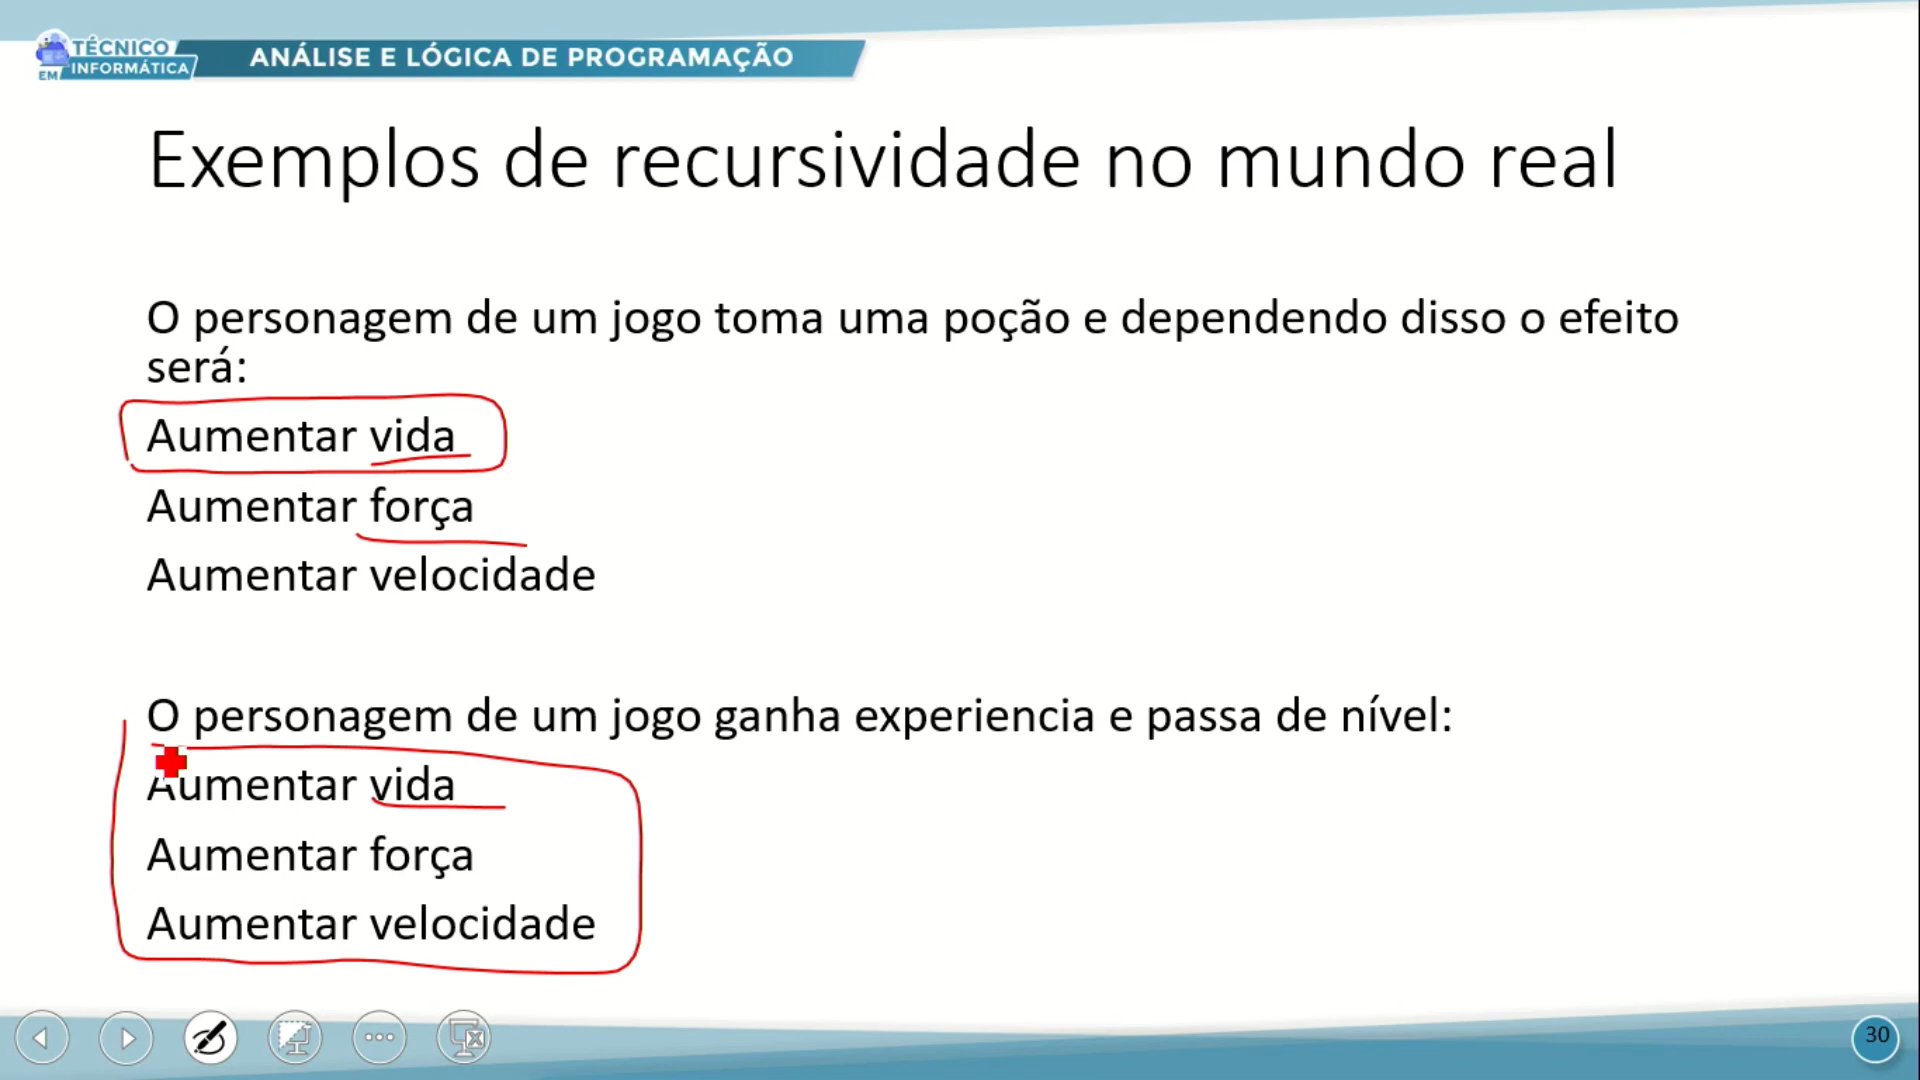 TÉCNICO
EM INFORMÁTICA
ANÁLISE E LÓGICA DE PROGRAMAÇÃO
Exemplos de recursividade no mundo real
O personagem de um jogo toma uma poção e dependendo disso o efeito
será:
Aumentar vida
Aumentar força
Aumentar velocidade
O personagem de um jogo ganha experiencia e passa de nível:
Aumentar vida
Aumentar força
Aumentar velocidade
30